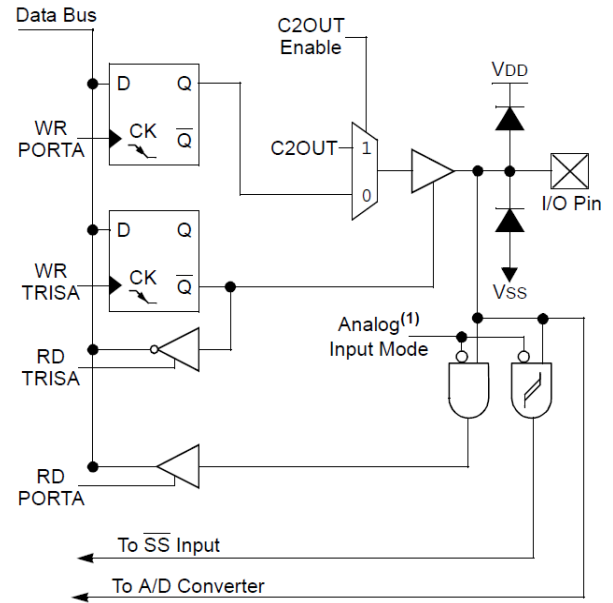 Data Bus
C2OUT
Enable
VDD
D Q
WR
PORTA
CK
Q
C2OUT
1
0
I/O Pin
D Q
VSS
WR
TRISA
CK
Q
Analog(1)
Input Mode
RD
TRISA
RD
PORTA
To SS Input
To A/D Converter